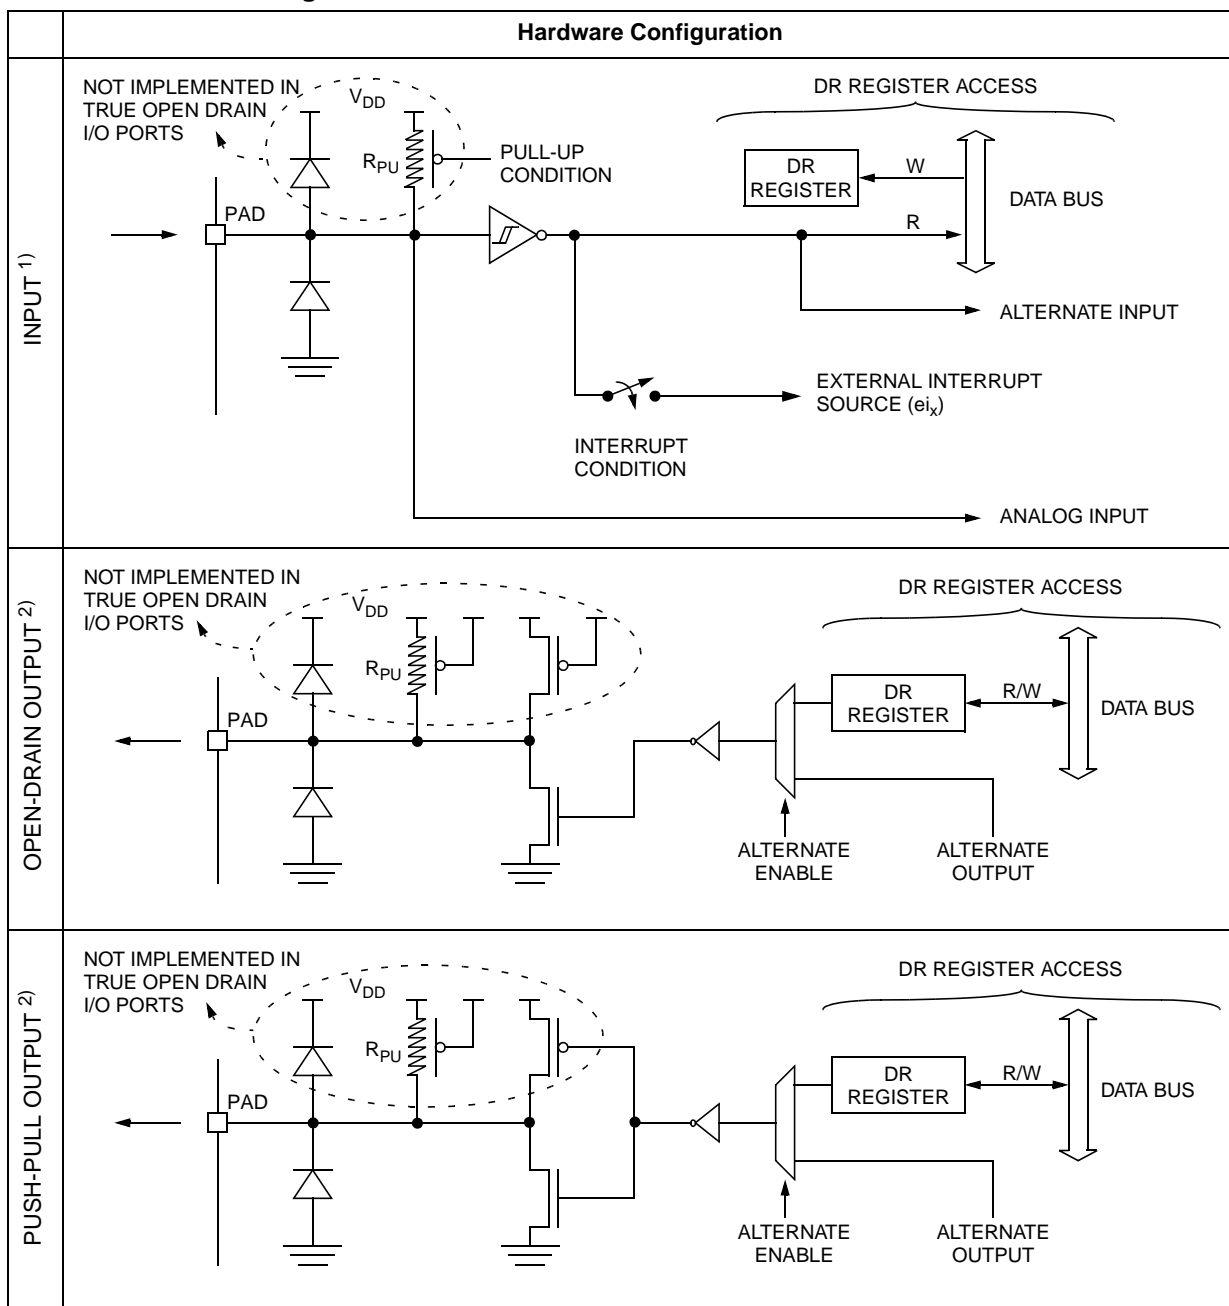 Hardware Configuration
INPUT 1)
NOT IMPLEMENTED IN
TRUE OPEN DRAIN
I/O PORTS
VDD
RPU
PULL-UP
CONDITION
PAD
DR REGISTER ACCESS
DR
REGISTER
W
R
DATA BUS
ALTERNATE INPUT
EXTERNAL INTERRUPT
SOURCE (eix)
INTERRUPT
CONDITION
ANALOG INPUT
OPEN-DRAIN OUTPUT 2)
NOT IMPLEMENTED IN
TRUE OPEN DRAIN
I/O PORTS
VDD
RPU
PAD
DR REGISTER ACCESS
DR
REGISTER
R/W
DATA BUS
ALTERNATE
ENABLE
ALTERNATE
OUTPUT
PUSH-PULL OUTPUT 2)
NOT IMPLEMENTED IN
TRUE OPEN DRAIN
I/O PORTS
VDD
RPU
PAD
DR REGISTER ACCESS
DR
REGISTER
R/W
DATA BUS
ALTERNATE
ENABLE
ALTERNATE
OUTPUT